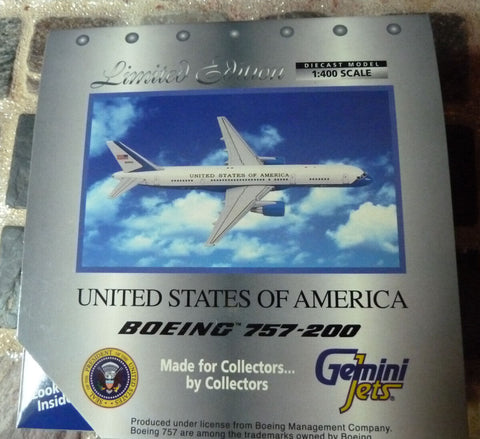 Limited Edition
DIECAST MODEL
1:400 SCALE
UNITED STATES OF AMERICA
UNITED STATES OF AMERICA
BOEING™ 757-200
Made for Collectors...
by Collectors
Gemini
Jets
Look
Inside
Produced under license from Boeing Management Company.
Boeing 757 are among the trademarks owned by Boeing